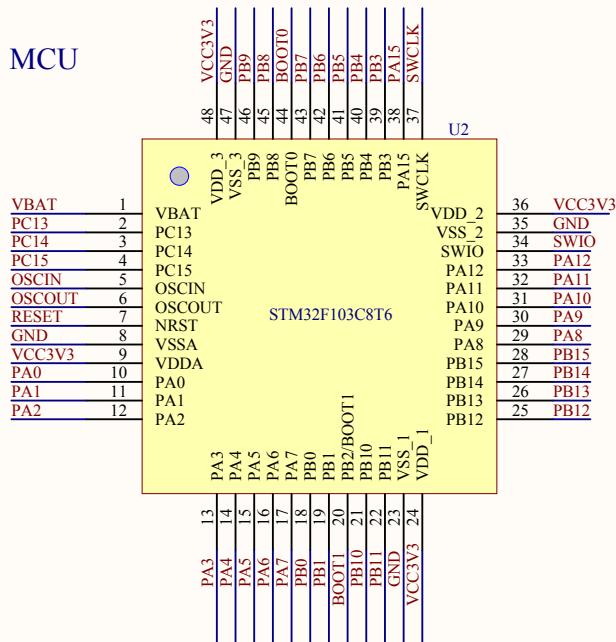 MCU
VCC3V3 GND PB9 PB8 BOOT0 PB7 PB6 PB5 PB4 PB3 PA15 SWCLK
48 47 46 45 44 43 42 41 40 39 38 37
U2
VDD_3 VSS_3 PB9 PB8 BOOT0 PB7 PB6 PB5 PB4 PB3 PA15 SWCLK
VBAT 1 VBAT
PC13 2 PC13
PC14 3 PC14
PC15 4 PC15
OSCIN 5 OSCIN
OSCOUT 6 OSCOUT
RESET 7 NRST
GND 8 VSSA
VCC3V3 9 VDDA
PA0 10 PA0
PA1 11 PA1
PA2 12 PA2
STM32F103C8T6
VDD_2 36 VCC3V3
VSS_2 35 GND
SWIO 34 SWIO
PA12 33 PA12
PA11 32 PA11
PA10 31 PA10
PA9 30 PA9
PA8 29 PA8
PB15 28 PB15
PB14 27 PB14
PB13 26 PB13
PB12 25 PB12
PA3 PA4 PA5 PA6 PA7 PB0 PB1 PB2/BOOT1 PB10 PB11 VSS_1 VDD_1
13 14 15 16 17 18 19 20 21 22 23 24
PA3 PA4 PA5 PA6 PA7 PB0 PB1 BOOT1 PB10 PB11 GND VCC3V3